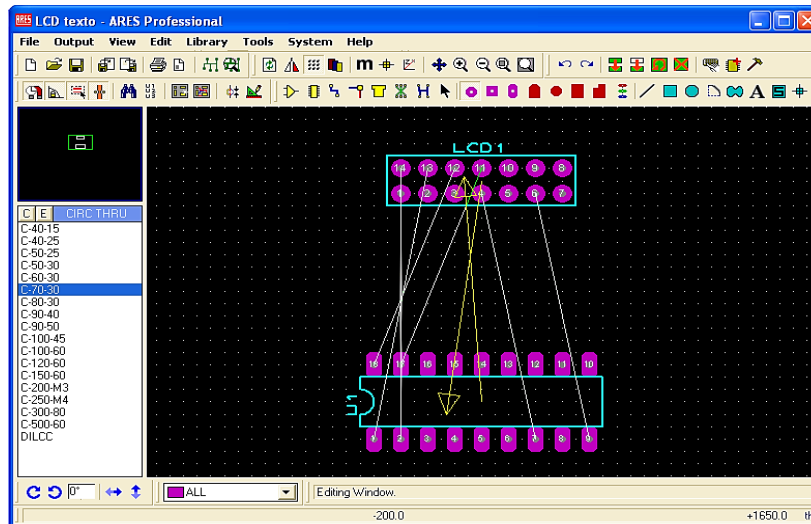 ARES
LCD texto - ARES Professional
File Output View Edit Library Tools System Help
m
A S
C E CIRC THRU
C-40-15
C-40-25
C-50-25
C-50-30
C-60-30
C-70-30
C-80-30
C-90-40
C-90-50
C-100-45
C-100-60
C-120-60
C-150-60
C-200-M3
C-250-M4
C-300-80
C-500-60
DILCC
LCD1
14 13 12 11 10 9 8
1 2 3 4 5 6 7
18 17 16 15 14 13 12 11 10
U1
1 2 3 4 5 6 7 8 9
0° ALL Editing Window.
-200.0 +1650.0 th